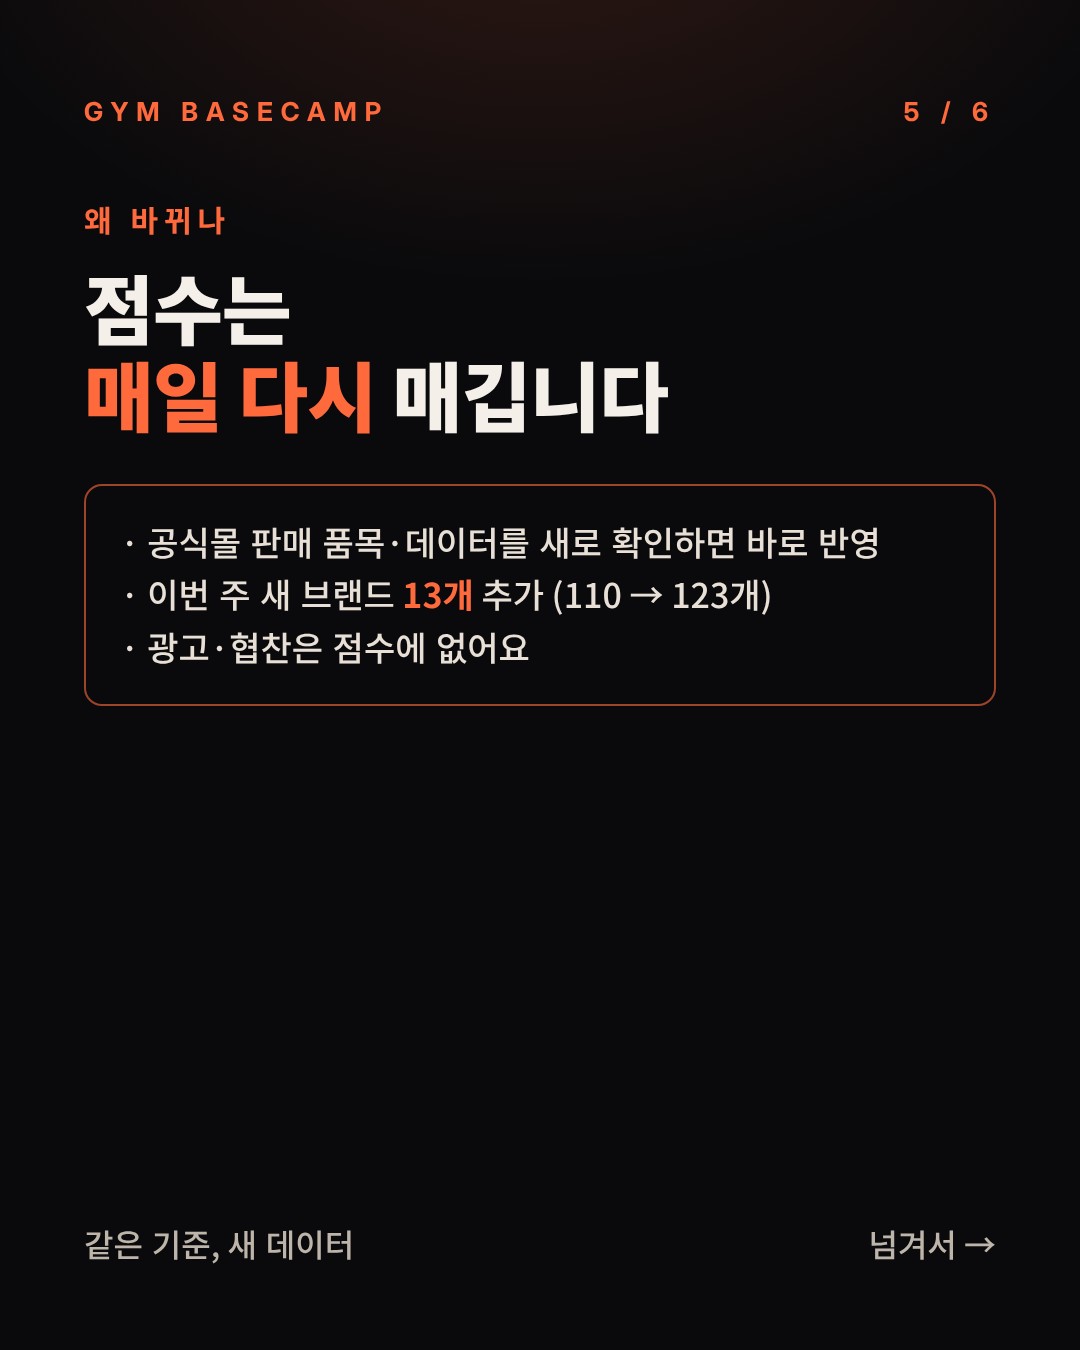 GYM BASECAMP
5 / 6
왜 바뀌나
점수는
매일 다시 매깁니다
· 공식몰 판매 품목·데이터를 새로 확인하면 바로 반영
· 이번 주 새 브랜드 13개 추가 (110 → 123개)
· 광고·협찬은 점수에 없어요
같은 기준, 새 데이터
넘겨서 →